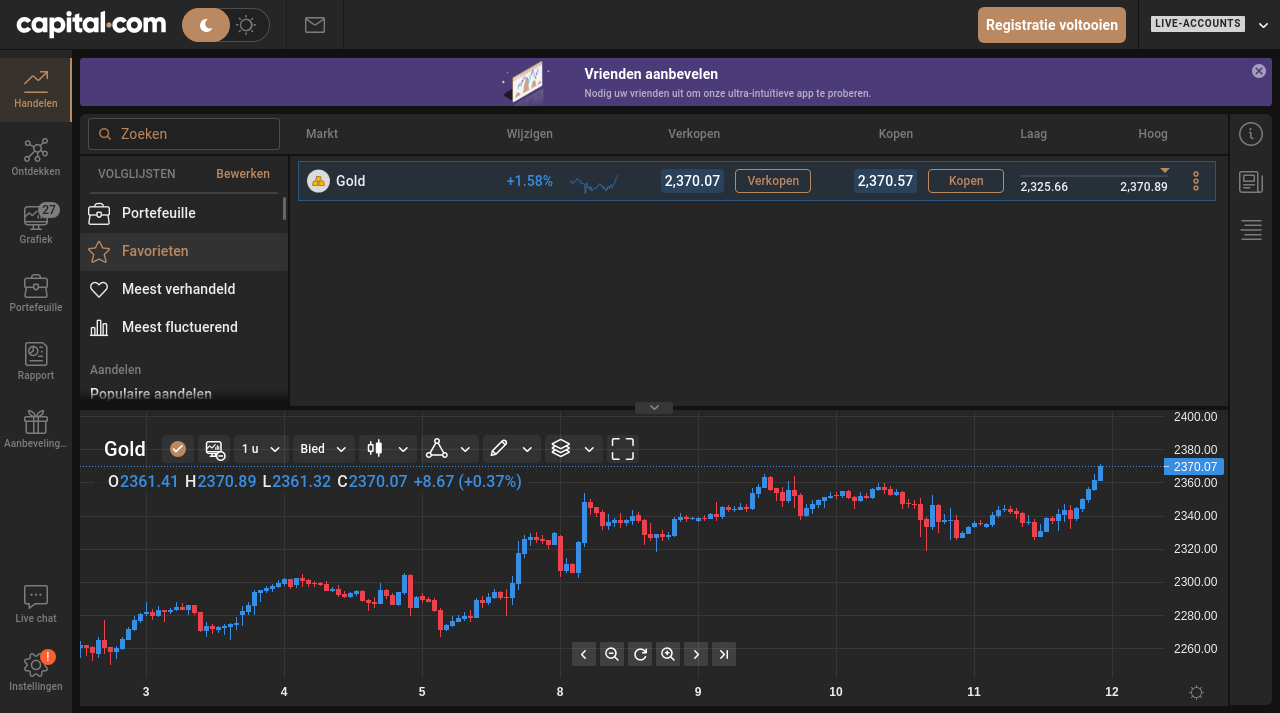 capital.com
Registratie voltooien
LIVE-ACCOUNTS
Handelen
Ontdekken
27
Grafiek
Portefeuille
Rapport
Aanbeveling...
Live chat
!
Instellingen
Vrienden aanbevelen
Nodig uw vrienden uit om onze ultra-intuïtieve app te proberen.
Zoeken
Markt Wijzigen Verkopen Kopen Laag Hoog
VOLGLIJSTEN Bewerken
Portefeuille
Favorieten
Meest verhandeld
Meest fluctuerend
Aandelen
Populaire aandelen
Gold +1.58% 2,370.07 Verkopen 2,370.57 Kopen 2,325.66 2,370.89
Gold 1 u Bied
O2361.41 H2370.89 L2361.32 C2370.07 +8.67 (+0.37%)
2400.00
2380.00
2370.07
2360.00
2340.00
2320.00
2300.00
2280.00
2260.00
3 4 5 8 9 10 11 12